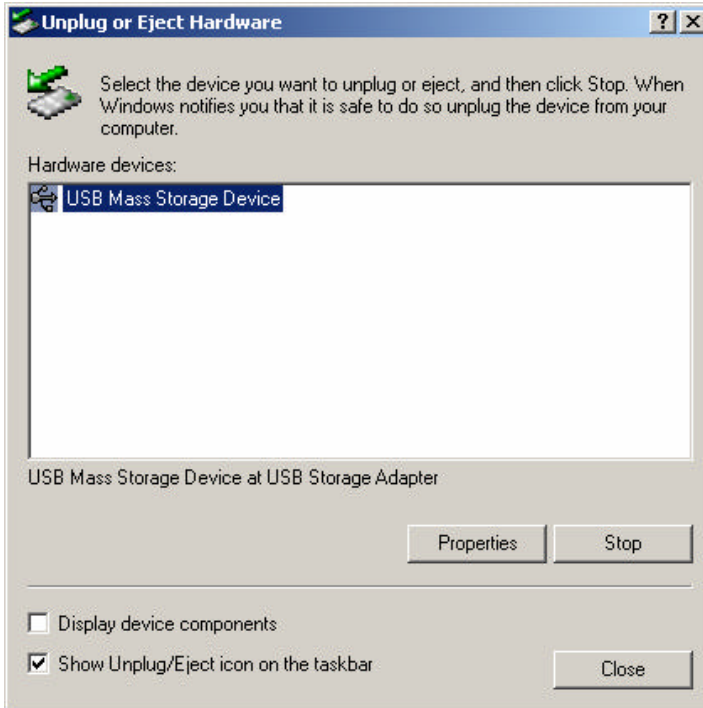 Unplug or Eject Hardware
Select the device you want to unplug or eject, and then click Stop. When
Windows notifies you that it is safe to do so unplug the device from your
computer.
Hardware devices:
USB Mass Storage Device
USB Mass Storage Device at USB Storage Adapter
Properties Stop
Display device components
Show Unplug/Eject icon on the taskbar
Close